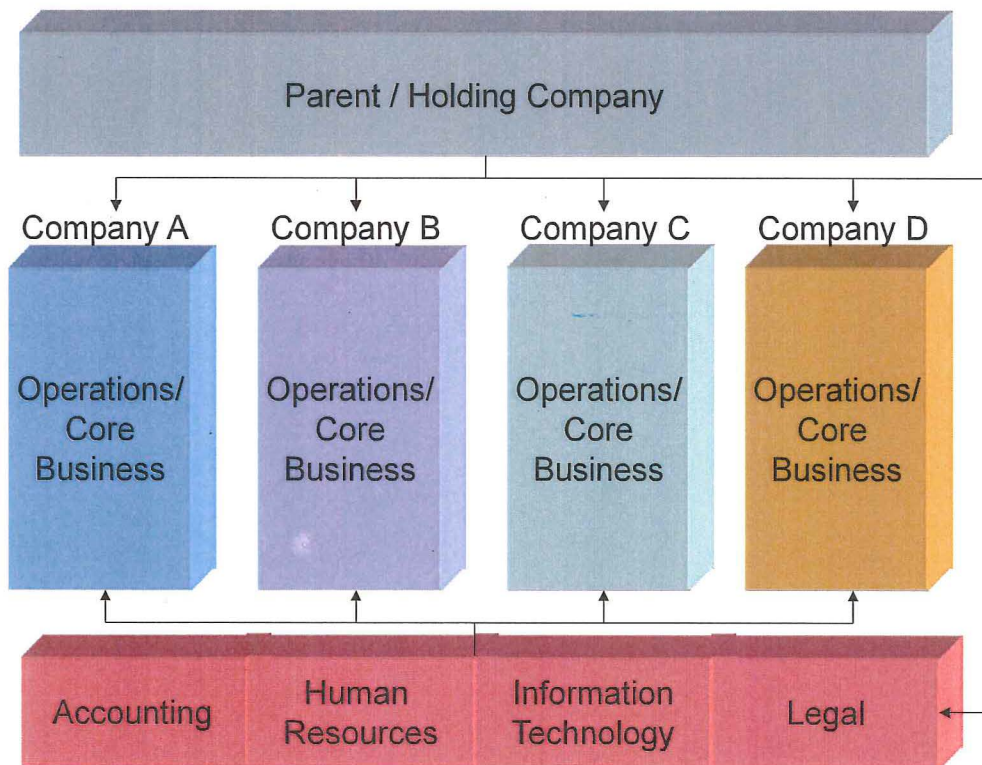 Parent / Holding Company
Company A
Company B
Company C
Company D
Operations/
Core
Business
Operations/
Core
Business
Operations/
Core
Business
Operations/
Core
Business
Accounting
Human
Resources
Information
Technology
Legal